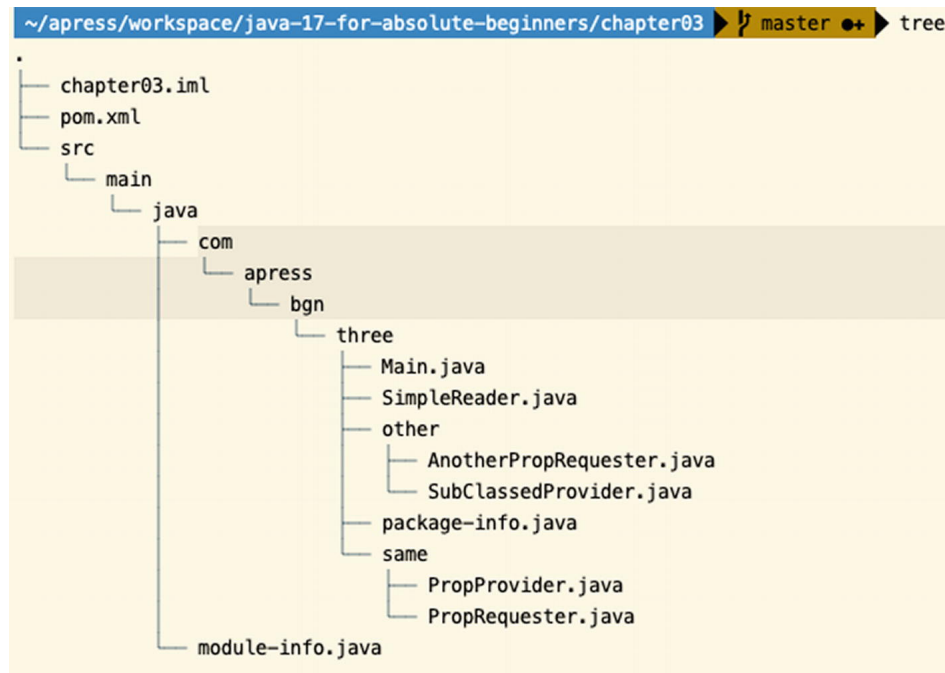 ~/apress/workspace/java-17-for-absolute-beginners/chapter03 master ●+ tree
.
├── chapter03.iml
├── pom.xml
└── src
    └── main
        └── java
            ├── com
            │   └── apress
            │       └── bgn
            │           └── three
            │               ├── Main.java
            │               ├── SimpleReader.java
            │               ├── other
            │               │   ├── AnotherPropRequester.java
            │               │   └── SubClassedProvider.java
            │               ├── package-info.java
            │               └── same
            │                   ├── PropProvider.java
            │                   └── PropRequester.java
            └── module-info.java